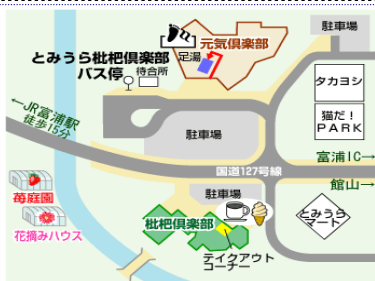 駐車場
元気倶楽部
足湯
とみうら枇杷倶楽部
バス停
待合所
タカヨシ
←JR富浦駅
徒歩15分
駐車場
猫だ!
PARK
富浦IC→
国道127号線
館山→
苺庭園
駐車場
とみうら
マート
枇杷倶楽部
花摘みハウス
テイクアウト
コーナー